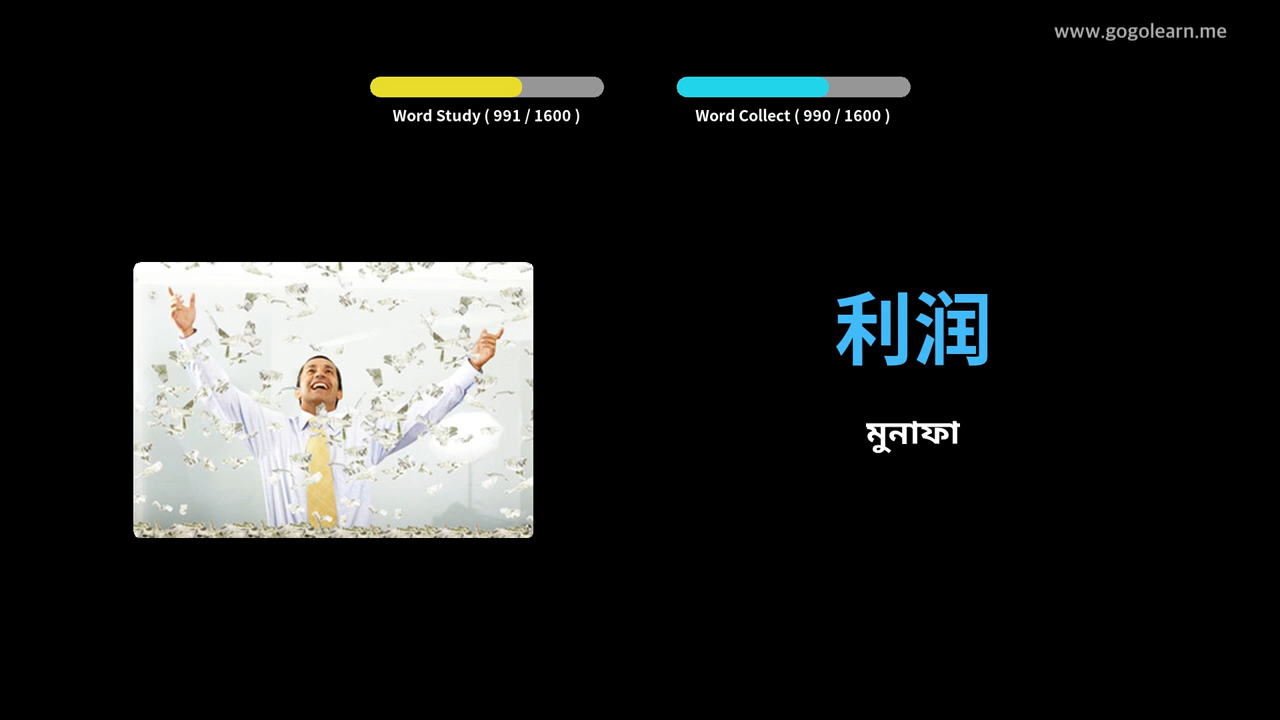 www.gogolearn.me
Word Study ( 991 / 1600 )
Word Collect ( 990 / 1600 )
利润
মুনাফা